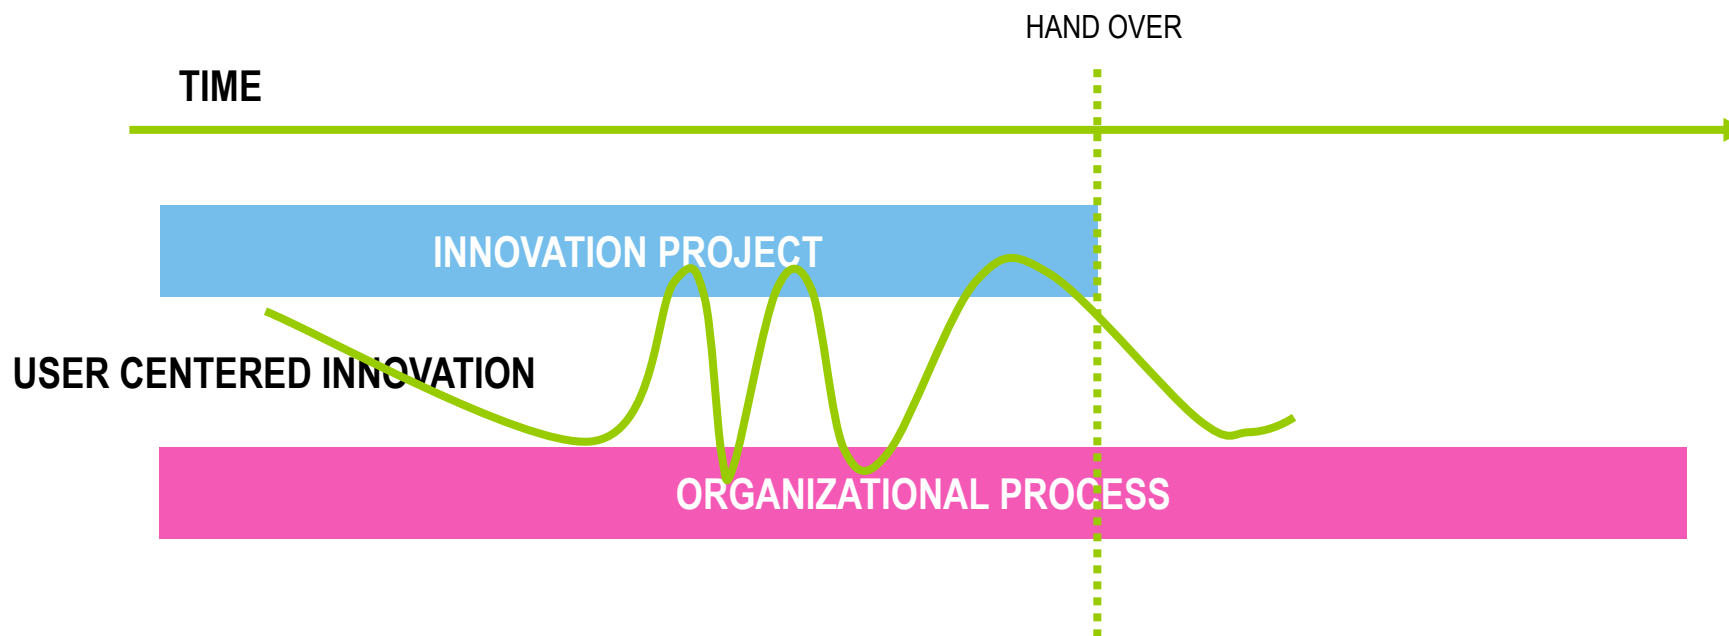 HAND OVER
TIME
INNOVATION PROJECT
USER CENTERED INNOVATION
ORGANIZATIONAL PROCESS